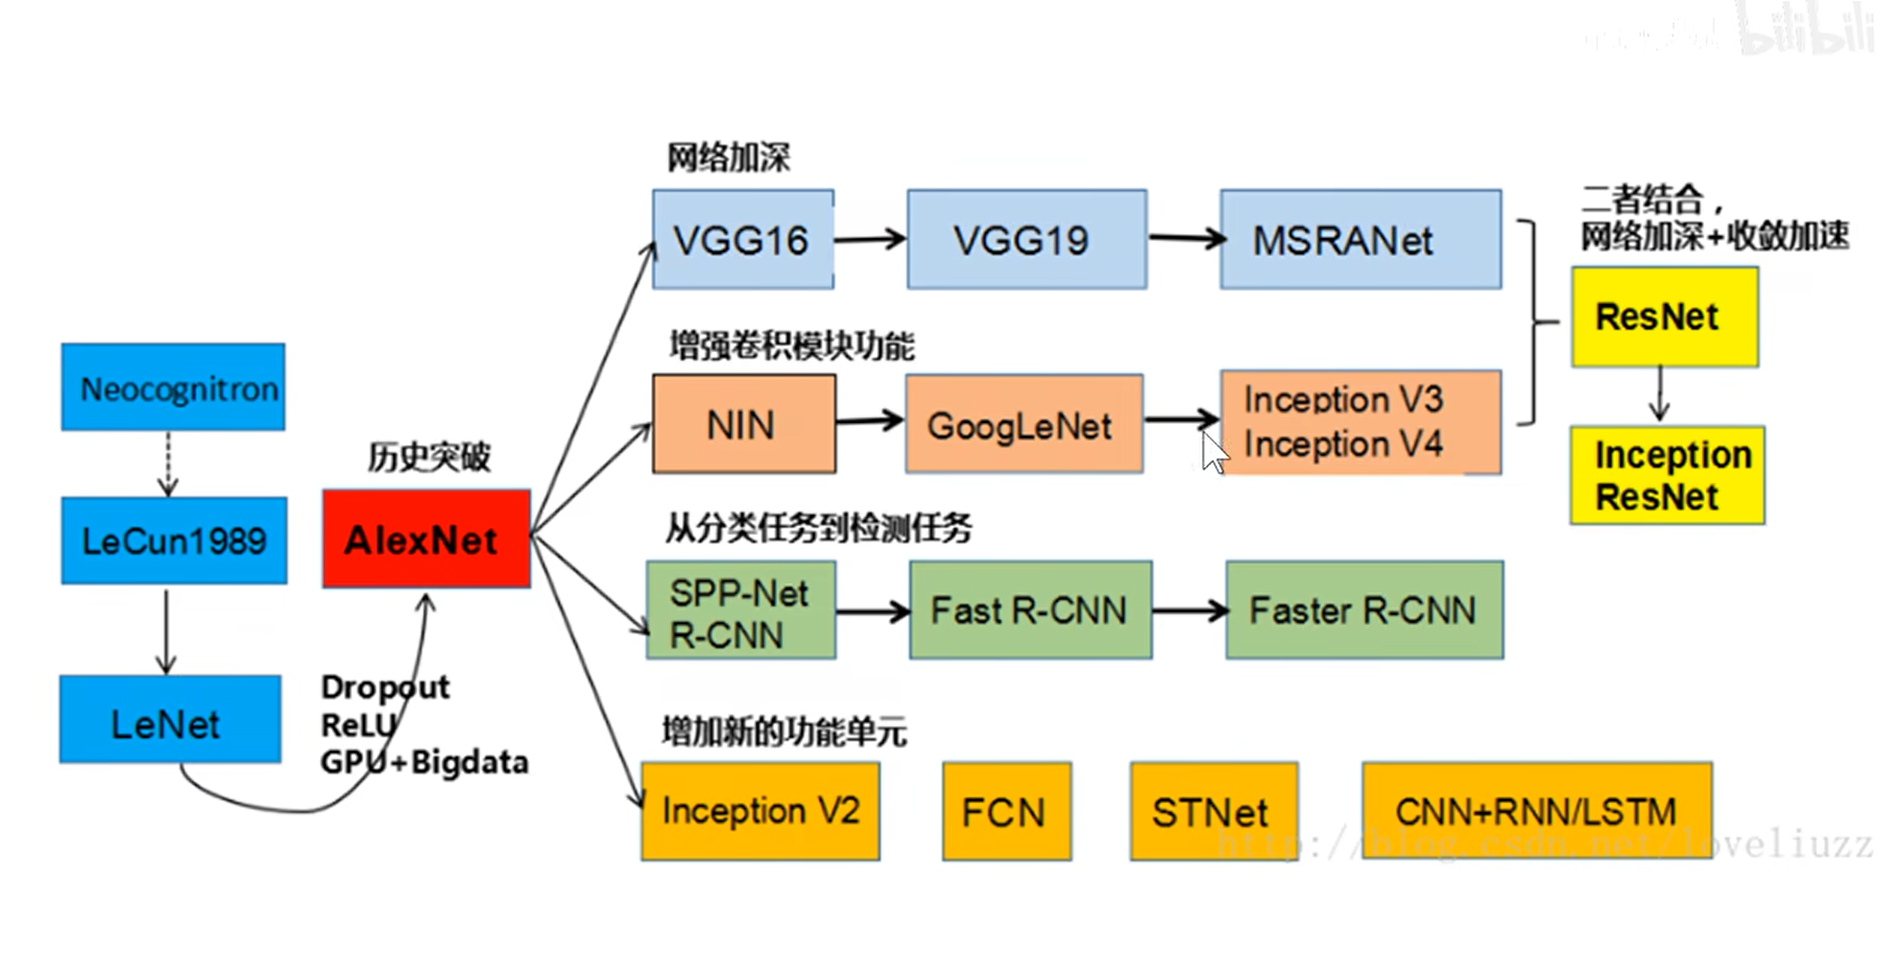 bilibili
网络加深
VGG16
VGG19
MSRANet
二者结合，
网络加深+收敛加速
ResNet
Inception
ResNet
增强卷积模块功能
NIN
GoogLeNet
Inception V3
Inception V4
Neocognitron
LeCun1989
LeNet
历史突破
AlexNet
Dropout
ReLU
GPU+Bigdata
从分类任务到检测任务
SPP-Net
R-CNN
Fast R-CNN
Faster R-CNN
增加新的功能单元
Inception V2
FCN
STNet
CNN+RNN/LSTM
http://blog.csdn.net/loveliuzz